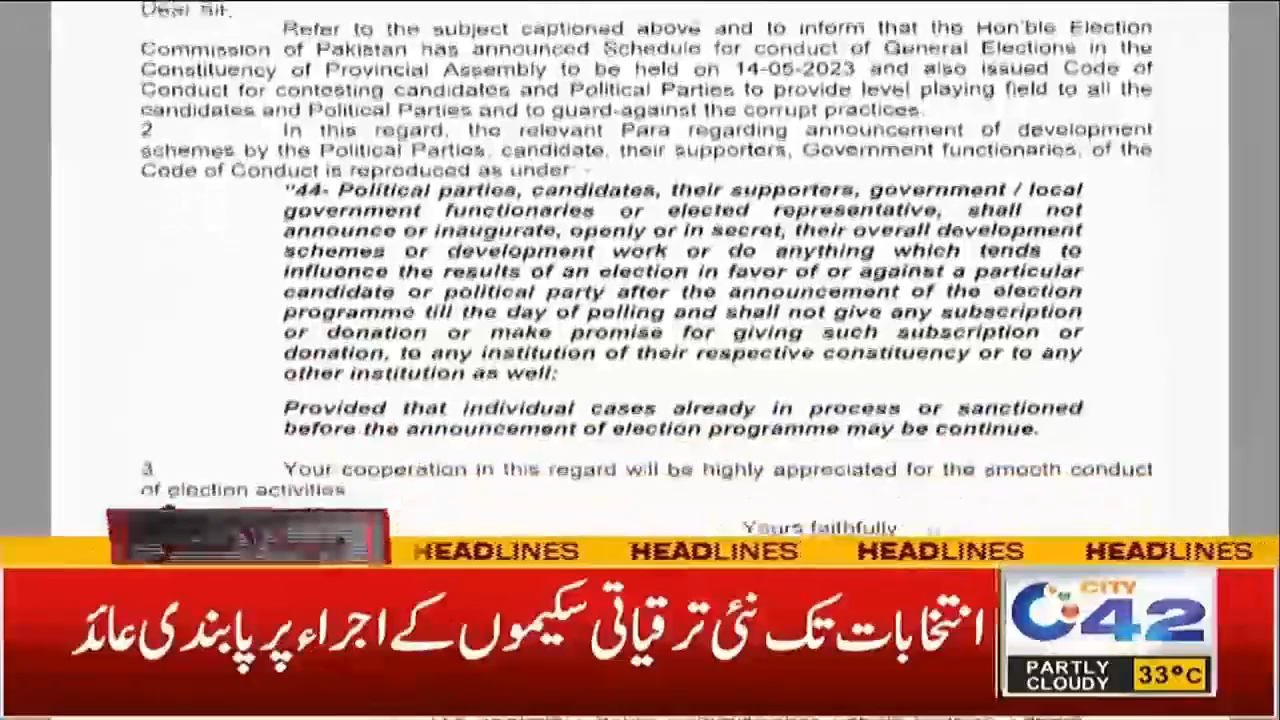 Dear Sir,
Refer to the subject captioned above and to inform that the Hon'ble Election
Commission of Pakistan has announced Schedule for conduct of General Elections in the
Constituency of Provincial Assembly to be held on 14-05-2023 and also issued Code of
Conduct for contesting candidates and Political Parties to provide level playing field to all the
candidates and Political Parties and to guard-against the corrupt practices.
2 In this regard, the relevant Para regarding announcement of development
schemes by the Political Parties, candidate, their supporters, Government functionaries, of the
Code of Conduct is reproduced as under: -
"44- Political parties, candidates, their supporters, government / local
government functionaries or elected representative, shall not
announce or inaugurate, openly or in secret, their overall development
schemes or development work or do anything which tends to
influence the results of an election in favor of or against a particular
candidate or political party after the announcement of the election
programme till the day of polling and shall not give any subscription
or donation or make promise for giving such subscription or
donation, to any institution of their respective constituency or to any
other institution as well:
Provided that individual cases already in process or sanctioned
before the announcement of election programme may be continue.
3 Your cooperation in this regard will be highly appreciated for the smooth conduct
of election activities
Yours faithfully
HEADLINES HEADLINES HEADLINES HEADLINES
انتخابات تک نئی ترقیاتی سکیموں کے اجراء پر پابندی عائد
CITY
42
PARTLY
CLOUDY 33°C